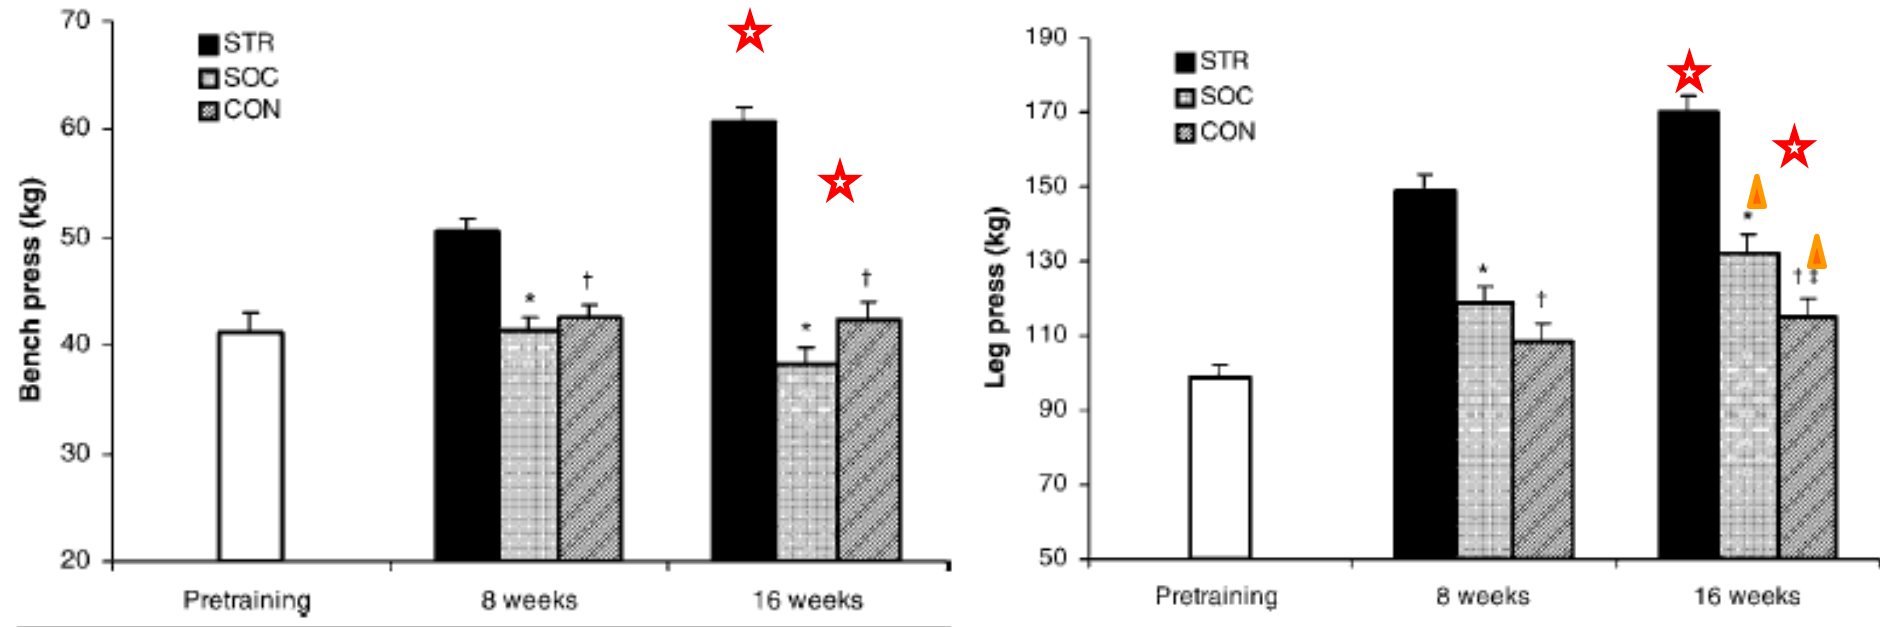 Bench press (kg)
70
60
50
40
30
20
STR
SOC
CON
*
†
*
†
Pretraining
8 weeks
16 weeks
Leg press (kg)
190
170
150
130
110
90
70
50
STR
SOC
CON
*
†
*
† ‡
Pretraining
8 weeks
16 weeks